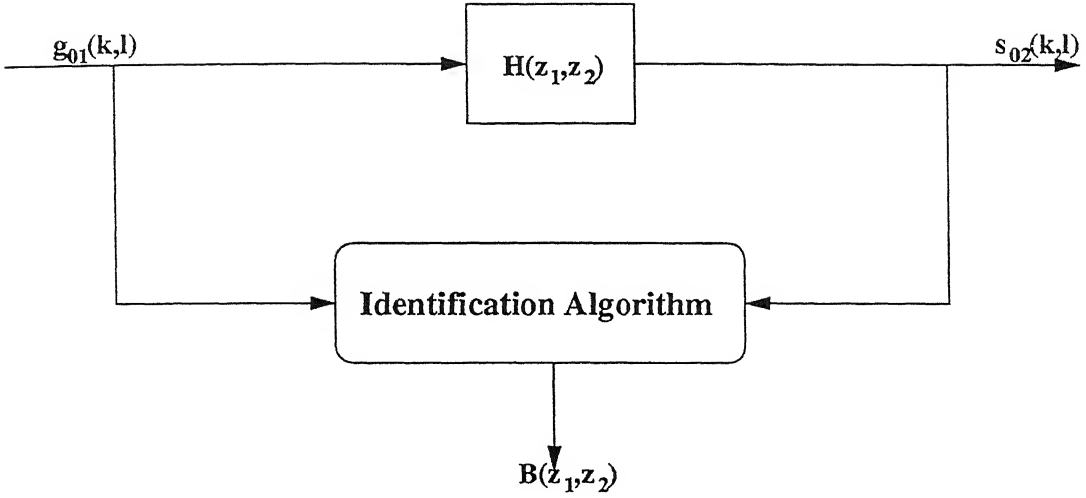 g₀₁(k,l)
H(z₁,z₂)
s₀₂(k,l)
Identification Algorithm
B(z₁,z₂)